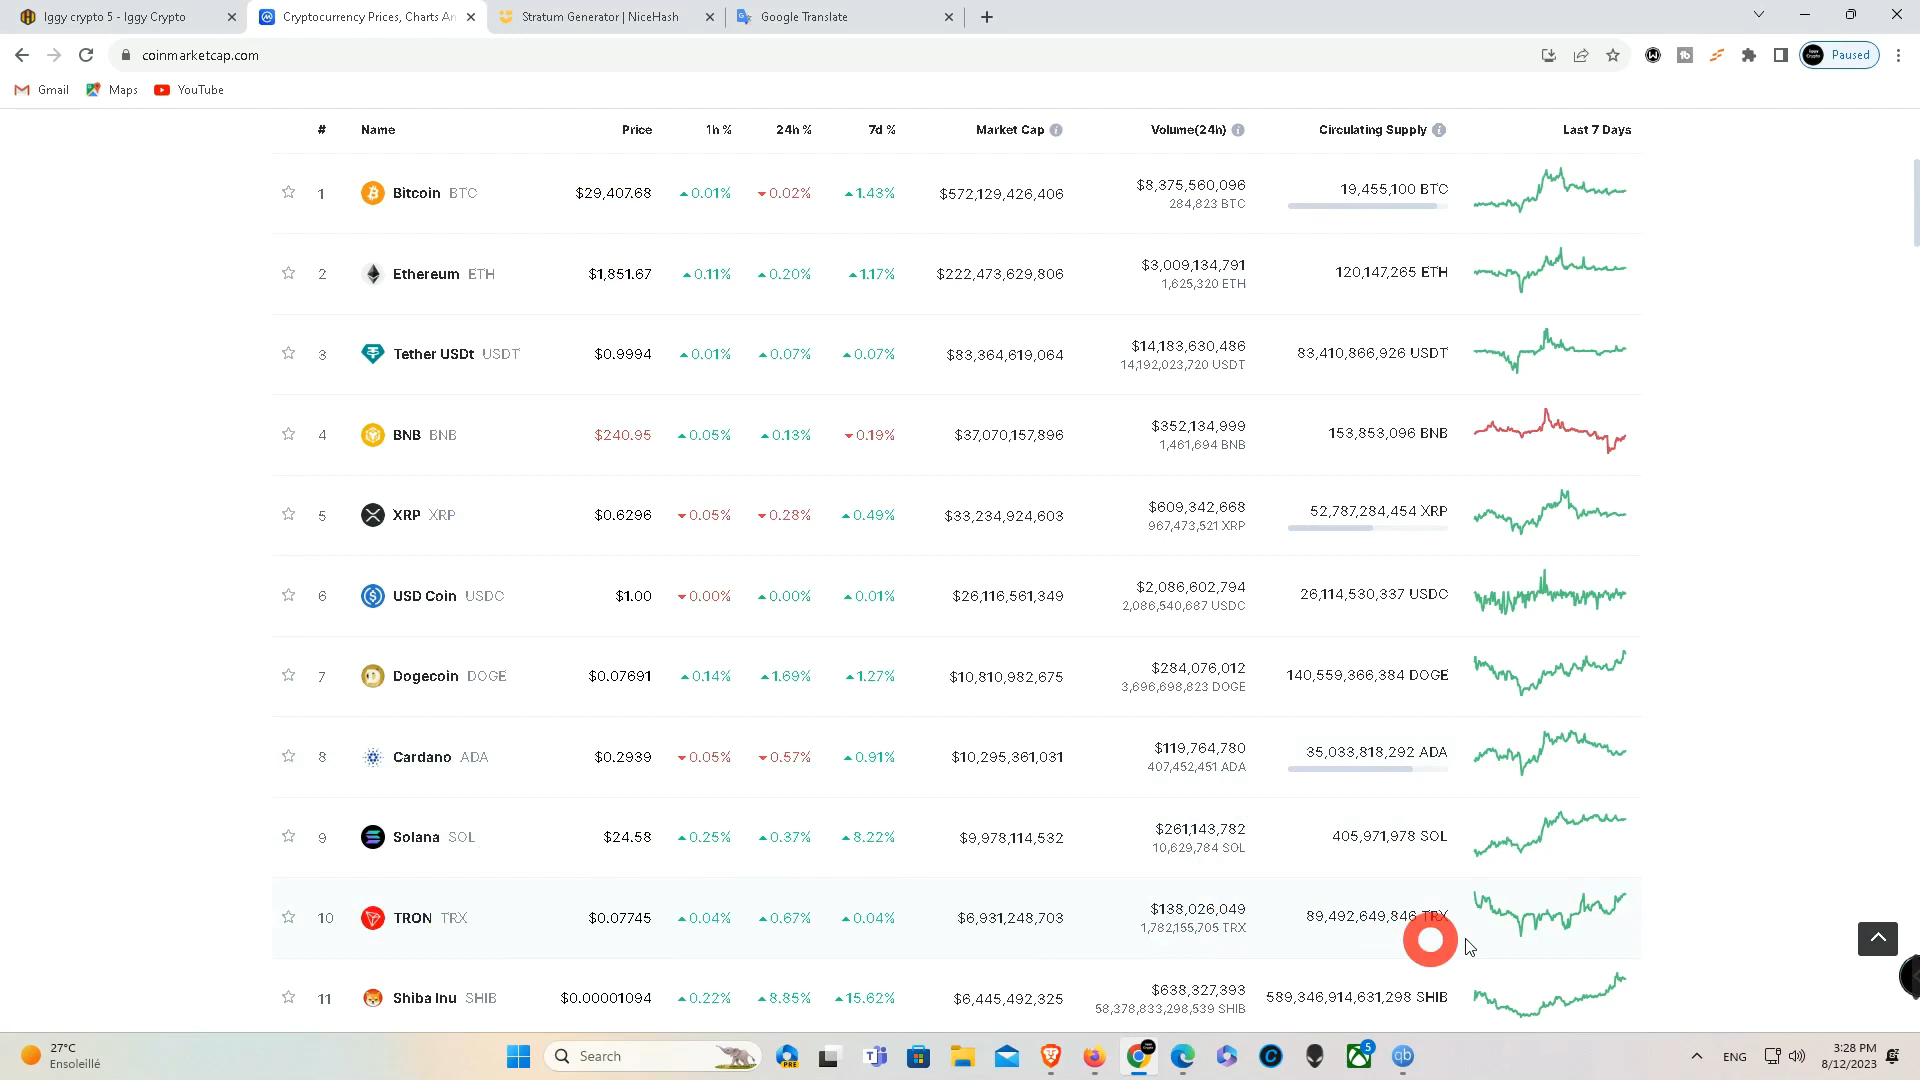 Iggy crypto 5 - Iggy Crypto
Cryptocurrency Prices, Charts An
Stratum Generator | NiceHash
Google Translate
coinmarketcap.com
Paused
Gmail
Maps
YouTube
# Name Price 1h % 24h % 7d % Market Cap Volume(24h) Circulating Supply Last 7 Days
1 Bitcoin BTC $29,407.68 0.01% 0.02% 1.43% $572,129,426,406 $8,375,560,096 19,455,100 BTC
284,823 BTC
2 Ethereum ETH $1,851.67 0.11% 0.20% 1.17% $222,473,629,806 $3,009,134,791 120,147,265 ETH
1,625,320 ETH
3 Tether USDt USDT $0.9994 0.01% 0.07% 0.07% $83,364,619,064 $14,183,630,486 83,410,866,926 USDT
14,192,023,720 USDT
4 BNB BNB $240.95 0.05% 0.13% 0.19% $37,070,157,896 $352,134,999 153,853,096 BNB
1,461,694 BNB
5 XRP XRP $0.6296 0.05% 0.28% 0.49% $33,234,924,603 $609,342,668 52,787,284,454 XRP
967,473,521 XRP
6 USD Coin USDC $1.00 0.00% 0.00% 0.01% $26,116,561,349 $2,086,602,794 26,114,530,337 USDC
2,086,540,687 USDC
7 Dogecoin DOGE $0.07691 0.14% 1.69% 1.27% $10,810,982,675 $284,076,012 140,559,366,384 DOGE
3,696,698,823 DOGE
8 Cardano ADA $0.2939 0.05% 0.57% 0.91% $10,295,361,031 $119,764,780 35,033,818,292 ADA
407,452,451 ADA
9 Solana SOL $24.58 0.25% 0.37% 8.22% $9,978,114,532 $261,143,782 405,971,978 SOL
10,629,784 SOL
10 TRON TRX $0.07745 0.04% 0.67% 0.04% $6,931,248,703 $138,026,049 89,492,649,846 TRX
1,782,155,705 TRX
11 Shiba Inu SHIB $0.00001094 0.22% 8.85% 15.62% $6,445,492,325 $638,327,393 589,346,914,631,298 SHIB
58,378,833,298,539 SHIB
27°C
Ensoleillé
Search
PRE
5
qb
ENG
3:28 PM
8/12/2023